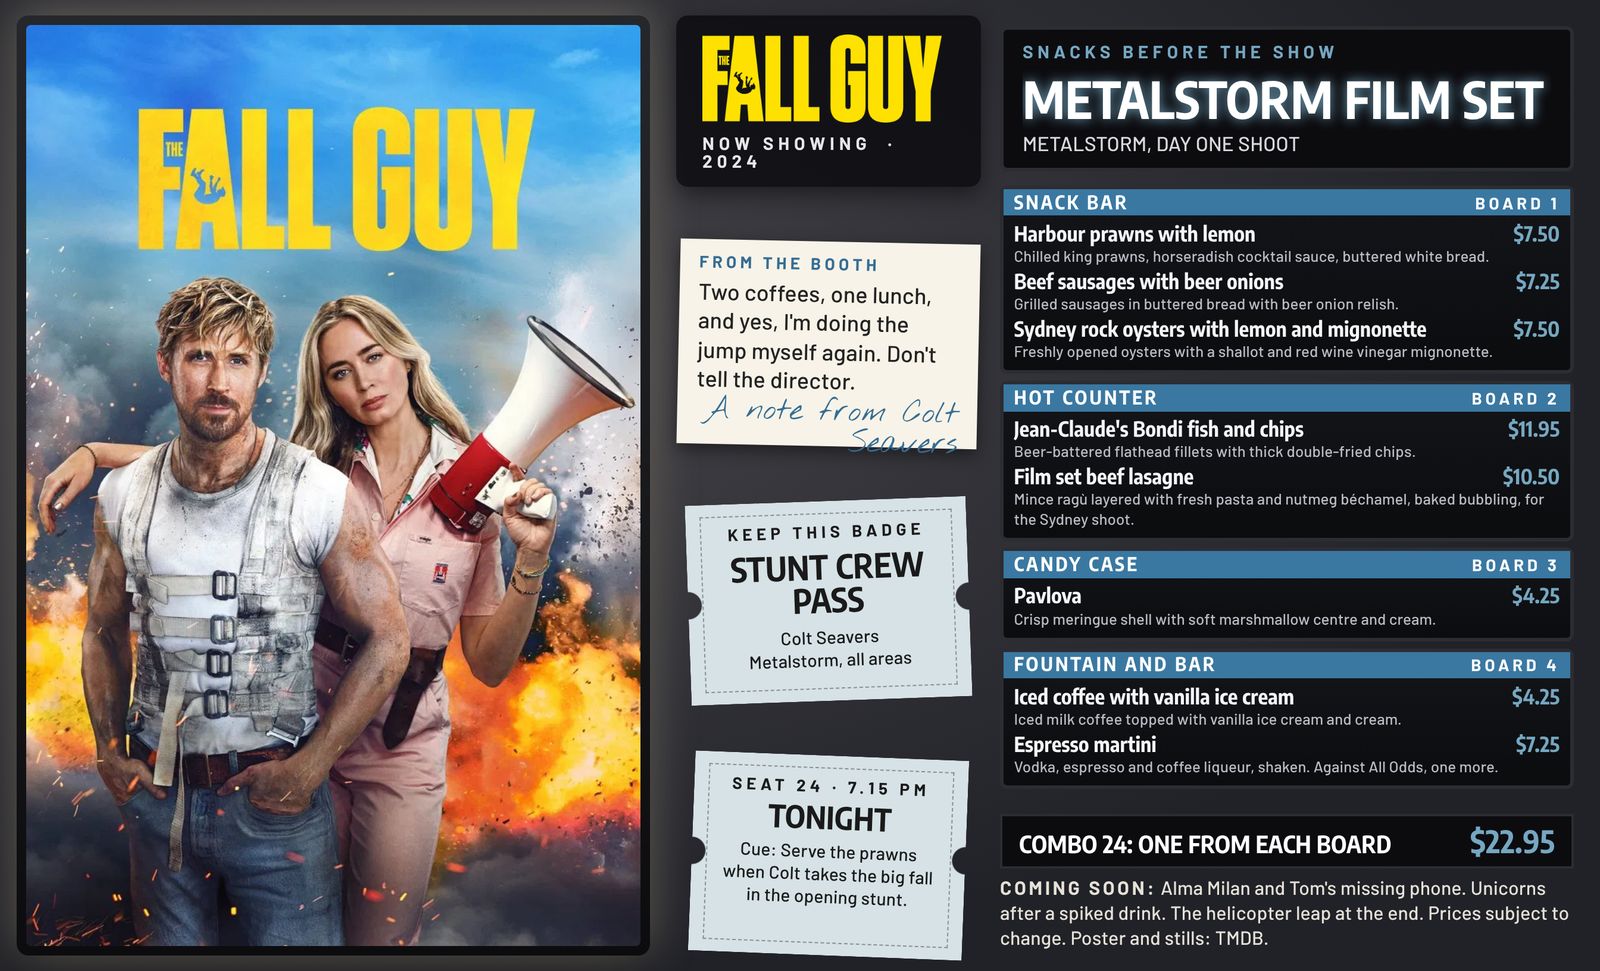 THE FALL GUY
THE FALL GUY
NOW SHOWING ·
2024
FROM THE BOOTH
Two coffees, one lunch,
and yes, I'm doing the
jump myself again. Don't
tell the director.
A note from Colt
Seavers
KEEP THIS BADGE
STUNT CREW
PASS
Colt Seavers
Metalstorm, all areas
SEAT 24 · 7.15 PM
TONIGHT
Cue: Serve the prawns
when Colt takes the big fall
in the opening stunt.
SNACKS BEFORE THE SHOW
METALSTORM FILM SET
METALSTORM, DAY ONE SHOOT
SNACK BAR BOARD 1
Harbour prawns with lemon $7.50
Chilled king prawns, horseradish cocktail sauce, buttered white bread.
Beef sausages with beer onions $7.25
Grilled sausages in buttered bread with beer onion relish.
Sydney rock oysters with lemon and mignonette $7.50
Freshly opened oysters with a shallot and red wine vinegar mignonette.
HOT COUNTER BOARD 2
Jean-Claude's Bondi fish and chips $11.95
Beer-battered flathead fillets with thick double-fried chips.
Film set beef lasagne $10.50
Mince ragù layered with fresh pasta and nutmeg béchamel, baked bubbling, for
the Sydney shoot.
CANDY CASE BOARD 3
Pavlova $4.25
Crisp meringue shell with soft marshmallow centre and cream.
FOUNTAIN AND BAR BOARD 4
Iced coffee with vanilla ice cream $4.25
Iced milk coffee topped with vanilla ice cream and cream.
Espresso martini $7.25
Vodka, espresso and coffee liqueur, shaken. Against All Odds, one more.
COMBO 24: ONE FROM EACH BOARD $22.95
COMING SOON: Alma Milan and Tom's missing phone. Unicorns
after a spiked drink. The helicopter leap at the end. Prices subject to
change. Poster and stills: TMDB.